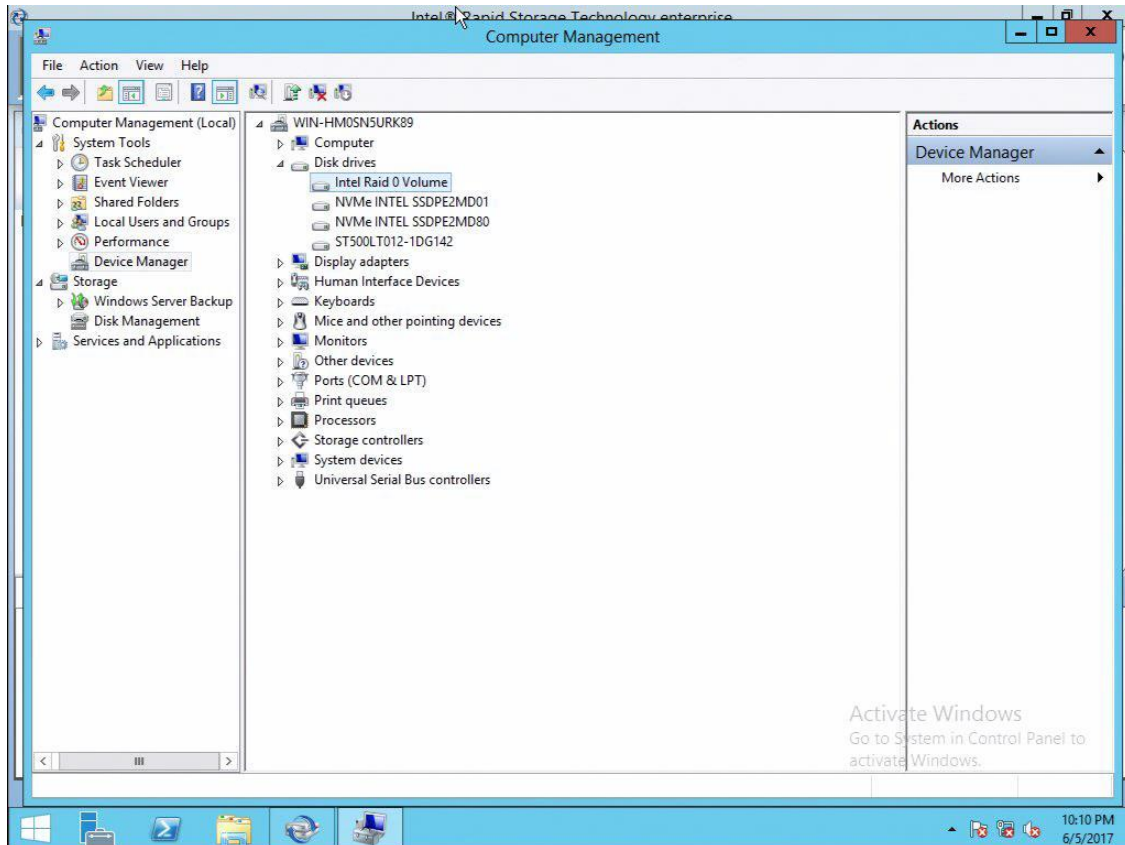 Intel® Rapid Storage Technology enterprise
Computer Management
File Action View Help
Computer Management (Local)
System Tools
Task Scheduler
Event Viewer
Shared Folders
Local Users and Groups
Performance
Device Manager
Storage
Windows Server Backup
Disk Management
Services and Applications
WIN-HM0SN5URK89
Computer
Disk drives
Intel Raid 0 Volume
NVMe INTEL SSDPE2MD01
NVMe INTEL SSDPE2MD80
ST500LT012-1DG142
Display adapters
Human Interface Devices
Keyboards
Mice and other pointing devices
Monitors
Other devices
Ports (COM & LPT)
Print queues
Processors
Storage controllers
System devices
Universal Serial Bus controllers
Actions
Device Manager
More Actions
Activate Windows
Go to System in Control Panel to
activate Windows.
10:10 PM
6/5/2017